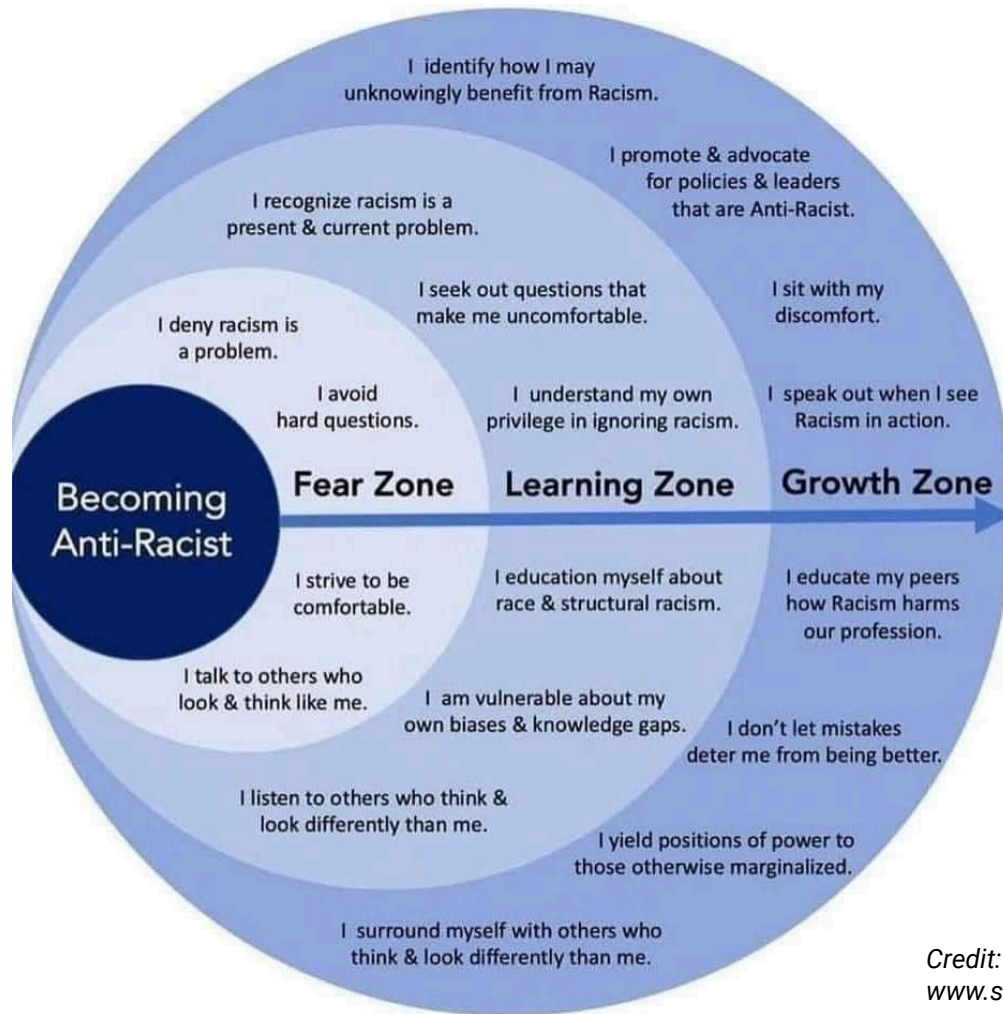 I identify how I may
unknowingly benefit from Racism.
I promote & advocate
for policies & leaders
that are Anti-Racist.
I recognize racism is a
present & current problem.
I seek out questions that
make me uncomfortable.
I sit with my
discomfort.
I deny racism is
a problem.
I avoid
hard questions.
I understand my own
privilege in ignoring racism.
I speak out when I see
Racism in action.
Becoming
Anti-Racist
Fear Zone
Learning Zone
Growth Zone
I strive to be
comfortable.
I education myself about
race & structural racism.
I educate my peers
how Racism harms
our profession.
I talk to others who
look & think like me.
I am vulnerable about my
own biases & knowledge gaps.
I don't let mistakes
deter me from being better.
I listen to others who think &
look differently than me.
I yield positions of power to
those otherwise marginalized.
I surround myself with others who
think & look differently than me.
Credit:
www.s